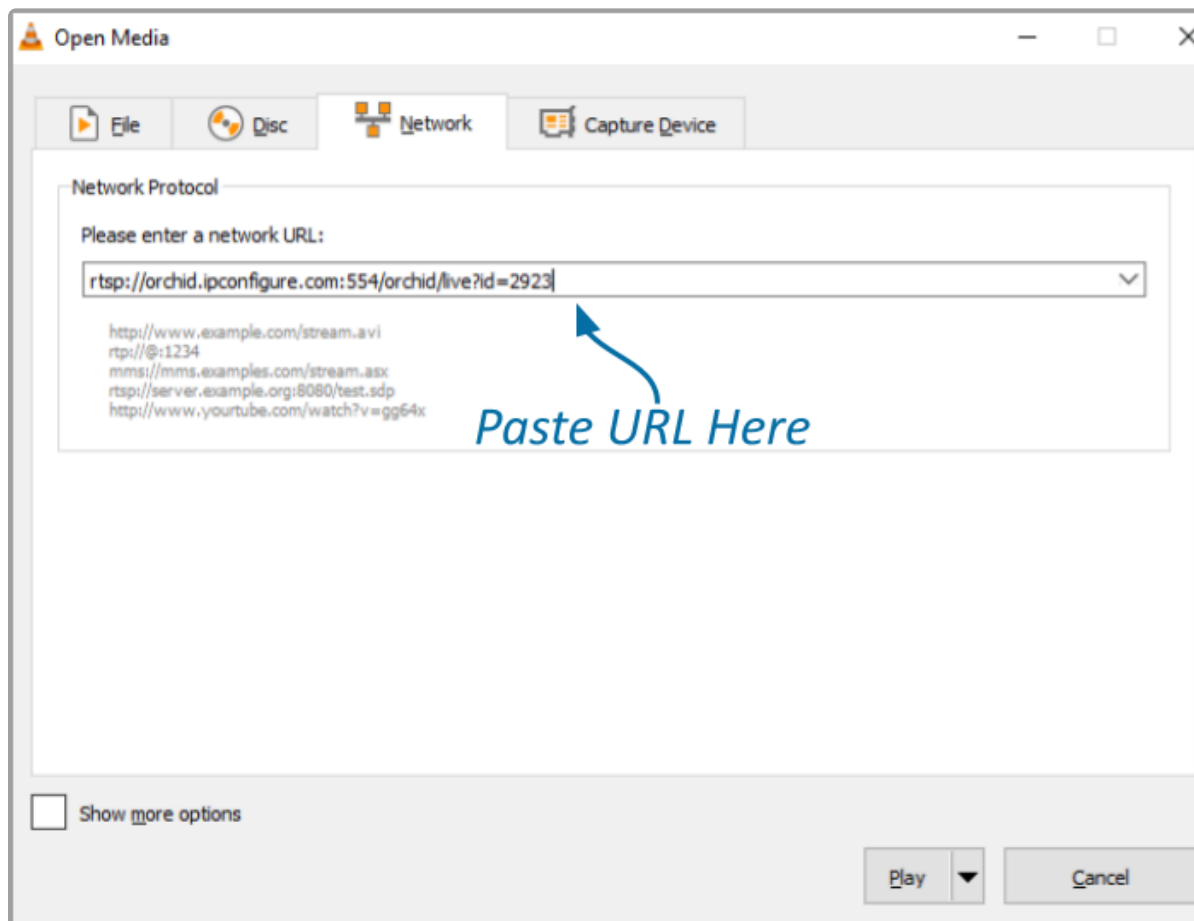 Open Media
File Disc Network Capture Device
Network Protocol
Please enter a network URL:
rtsp://orchid.ipconfigure.com:554/orchid/live?id=2923
http://www.example.com/stream.avi
rtp://@:1234
mms://mms.examples.com/stream.asx
rtsp://server.example.org:8080/test.sdp
http://www.yourtube.com/watch?v=gg64x
Paste URL Here
Show more options
Play Cancel